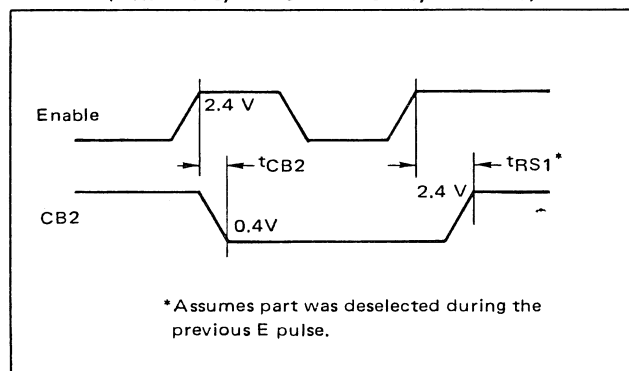 Enable
2.4 V
tCB2
tRS1*
2.4 V
CB2
0.4V
*Assumes part was deselected during the
previous E pulse.